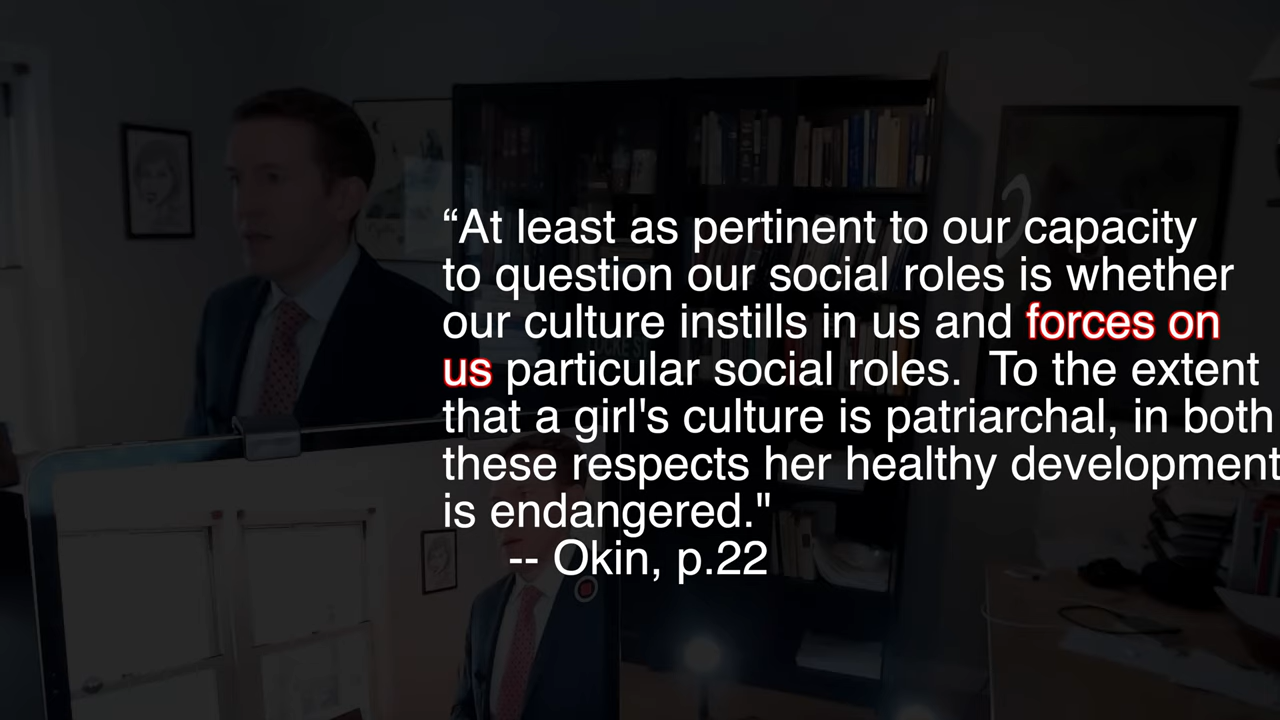 “At least as pertinent to our capacity
to question our social roles is whether
our culture instills in us and forces on
us particular social roles.  To the extent
that a girl's culture is patriarchal, in both
these respects her healthy development
is endangered."
-- Okin, p.22